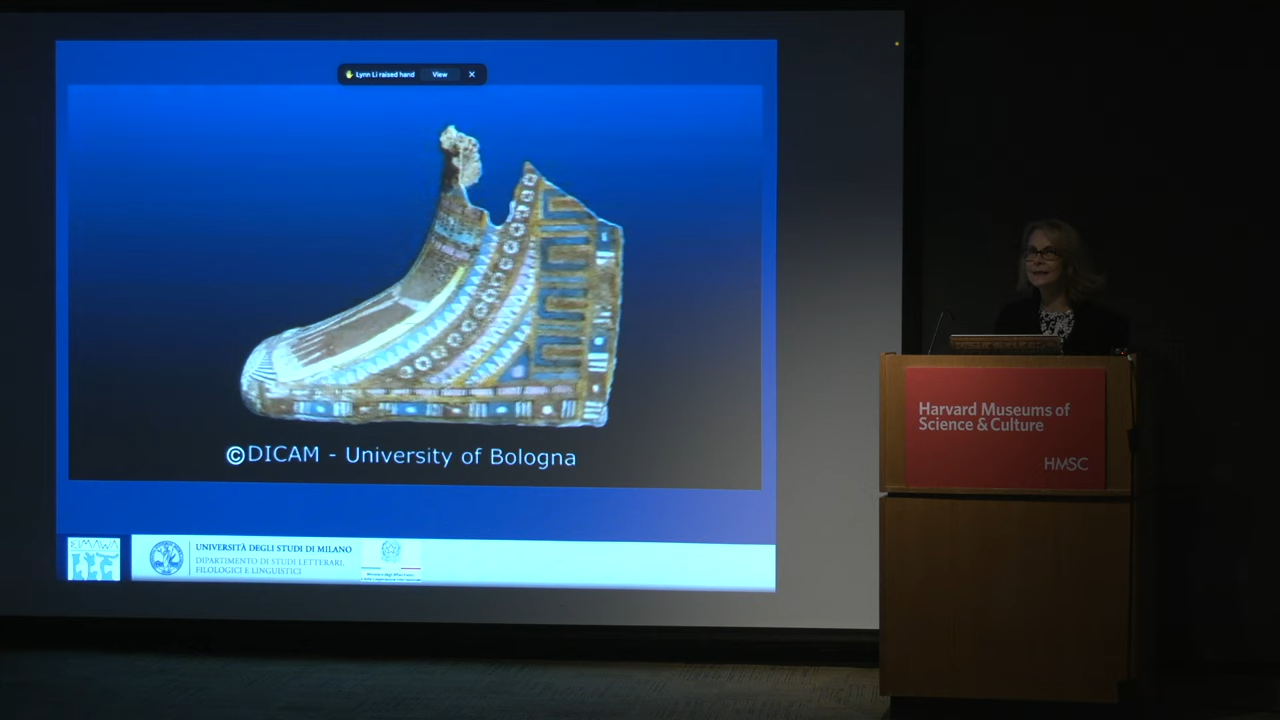 Lynn Li raised hand View
©DICAM - University of Bologna
EIMAWA
UNIVERSITÀ DEGLI STUDI DI MILANO
DIPARTIMENTO DI STUDI LETTERARI,
FILOLOGICI E LINGUISTICI
Harvard Museums of
Science & Culture
HMSC